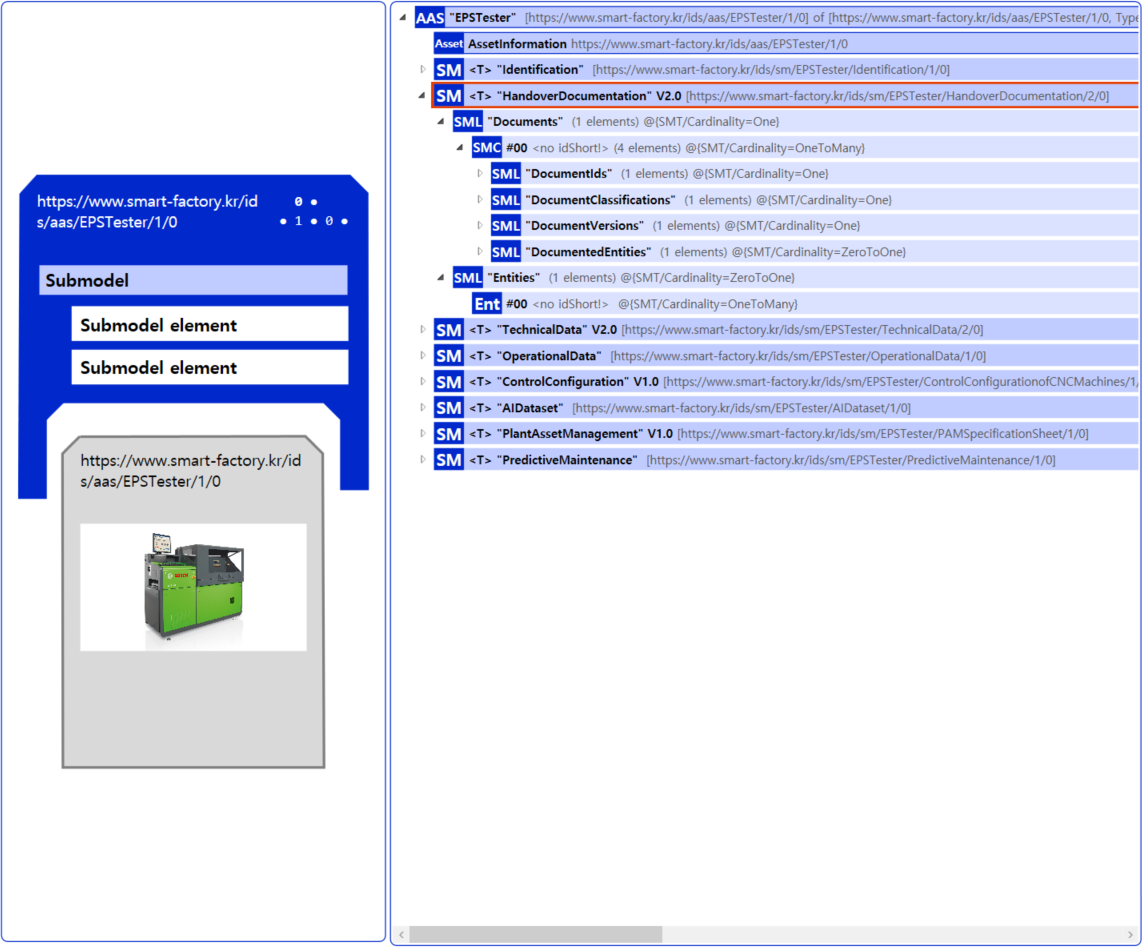 https://www.smart-factory.kr/id
s/aas/EPSTester/1/0
0 ●
● 1 ● 0 ●
Submodel
Submodel element
Submodel element
https://www.smart-factory.kr/id
s/aas/EPSTester/1/0
BOSCH
AAS "EPSTester" [https://www.smart-factory.kr/ids/aas/EPSTester/1/0] of [https://www.smart-factory.kr/ids/aas/EPSTester/1/0, Type
Asset AssetInformation https://www.smart-factory.kr/ids/aas/EPSTester/1/0
SM <T> "Identification" [https://www.smart-factory.kr/ids/sm/EPSTester/Identification/1/0]
SM <T> "HandoverDocumentation" V2.0 [https://www.smart-factory.kr/ids/sm/EPSTester/HandoverDocumentation/2/0]
SML "Documents" (1 elements) @{SMT/Cardinality=One}
SMC #00 <no idShort!> (4 elements) @{SMT/Cardinality=OneToMany}
SML "DocumentIds" (1 elements) @{SMT/Cardinality=One}
SML "DocumentClassifications" (1 elements) @{SMT/Cardinality=One}
SML "DocumentVersions" (1 elements) @{SMT/Cardinality=One}
SML "DocumentedEntities" (1 elements) @{SMT/Cardinality=ZeroToOne}
SML "Entities" (1 elements) @{SMT/Cardinality=ZeroToOne}
Ent #00 <no idShort!> @{SMT/Cardinality=OneToMany}
SM <T> "TechnicalData" V2.0 [https://www.smart-factory.kr/ids/sm/EPSTester/TechnicalData/2/0]
SM <T> "OperationalData" [https://www.smart-factory.kr/ids/sm/EPSTester/OperationalData/1/0]
SM <T> "ControlConfiguration" V1.0 [https://www.smart-factory.kr/ids/sm/EPSTester/ControlConfigurationofCNCMachines/1/
SM <T> "AIDataset" [https://www.smart-factory.kr/ids/sm/EPSTester/AIDataset/1/0]
SM <T> "PlantAssetManagement" V1.0 [https://www.smart-factory.kr/ids/sm/EPSTester/PAMSpecificationSheet/1/0]
SM <T> "PredictiveMaintenance" [https://www.smart-factory.kr/ids/sm/EPSTester/PredictiveMaintenance/1/0]